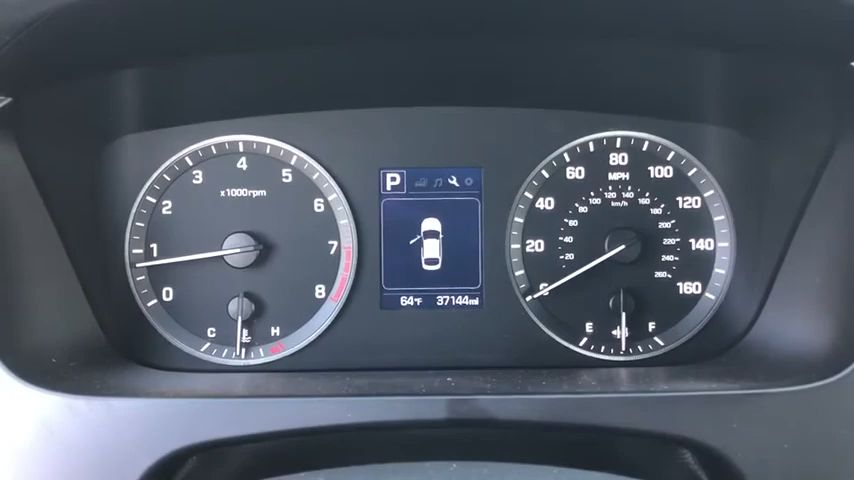 0 1 2 3 4 5 6 7 8
x1000rpm
C H
P
64°F 37144mi
0 20 40 60 80 100 120 140 160
MPH
20 40 60 80 100 120 140 160 180 200 220 240 260
km/h
E F